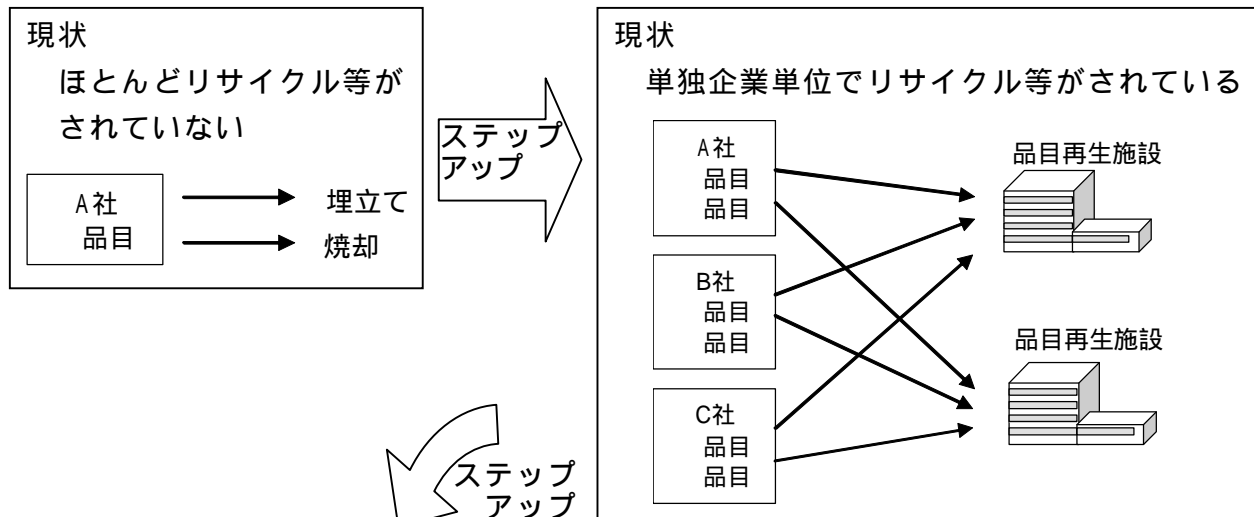 現状
ほとんどリサイクル等が
されていない
A社
品目
埋立て
焼却
ステップ
アップ
現状
単独企業単位でリサイクル等がされている
A社
品目
品目
B社
品目
品目
C社
品目
品目
品目再生施設
品目再生施設
ステップ
アップ